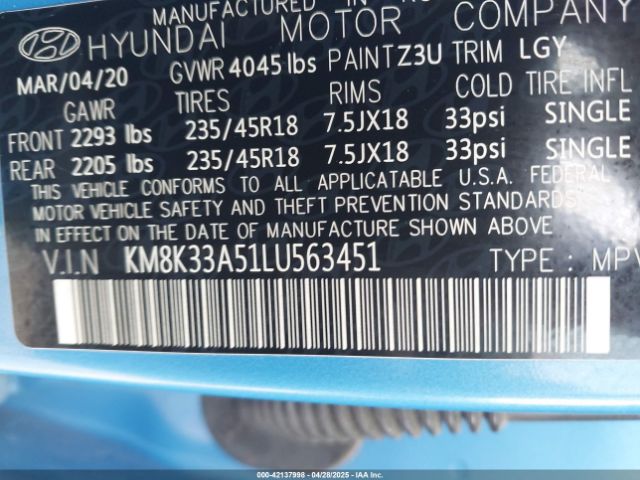 MANUFACTURED IN
HYUNDAI MOTOR COMPANY
MAR/04/20 GVWR 4045 lbs PAINT Z3U TRIM LGY
GAWR TIRES RIMS COLD TIRE INFL
FRONT 2293 lbs 235/45R18 7.5JX18 33psi SINGLE
REAR 2205 lbs 235/45R18 7.5JX18 33psi SINGLE
THIS VEHICLE CONFORMS TO ALL APPLICATABLE U.S.A. FEDERAL
MOTOR VEHICLE SAFETY AND THEFT PREVENTION STANDARDS
IN EFFECT ON THE DATE OF MANUFACTURE SHOWN ABOVE
V.I.N KM8K33A51LU563451 TYPE : MPV
000-42137998 04/28/2025 IAAI.COM